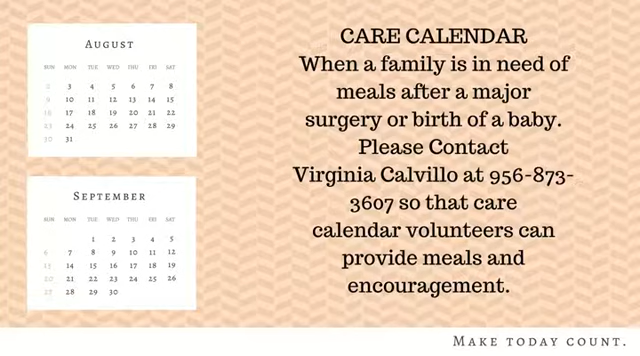 AUGUST
SUN MON TUE WED THU FRI SAT
2 3 4 5 6 7 8
9 10 11 12 13 14 15
16 17 18 19 20 21 22
23 24 25 26 27 28 29
30 31
SEPTEMBER
SUN MON TUE WED THU FRI SAT
1 2 3 4 5
6 7 8 9 10 11 12
13 14 15 16 17 18 19
20 21 22 23 24 25 26
27 28 29 30
CARE CALENDAR
When a family is in need of
meals after a major
surgery or birth of a baby.
Please Contact
Virginia Calvillo at 956-873-
3607 so that care
calendar volunteers can
provide meals and
encouragement.
MAKE TODAY COUNT.